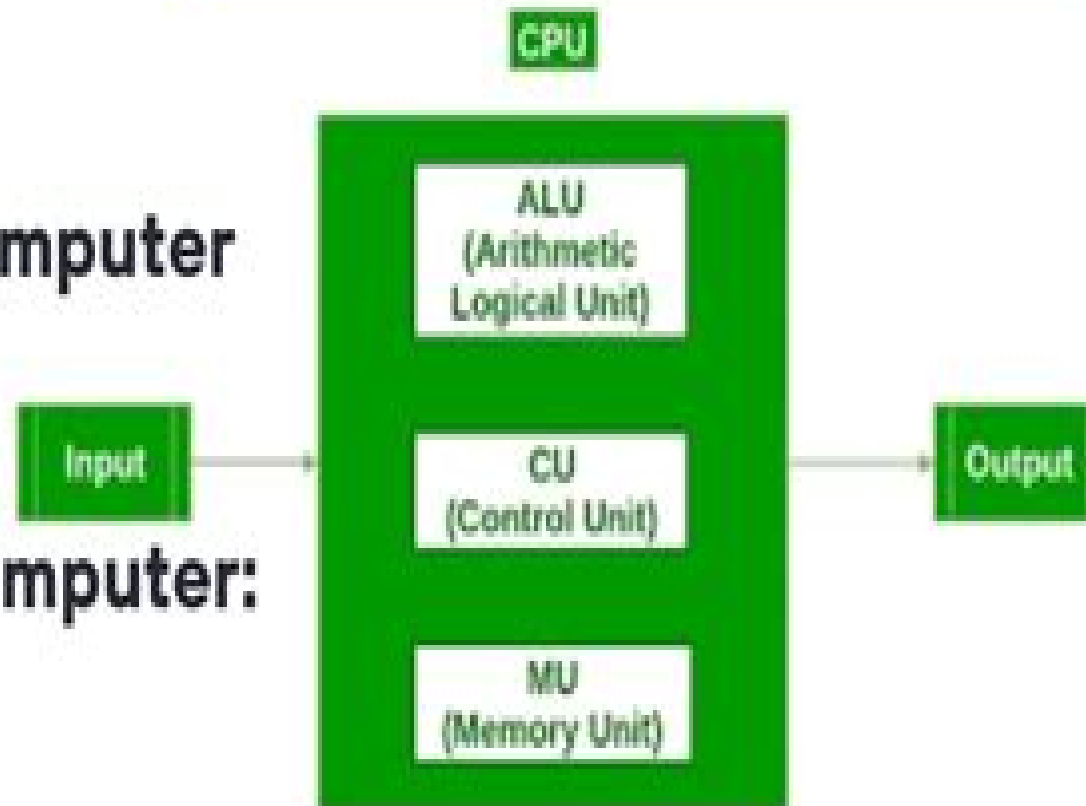 CPU
ALU
(Arithmetic
Logical Unit)
mputer
Input
CU
(Control Unit)
Output
mputer:
MU
(Memory Unit)